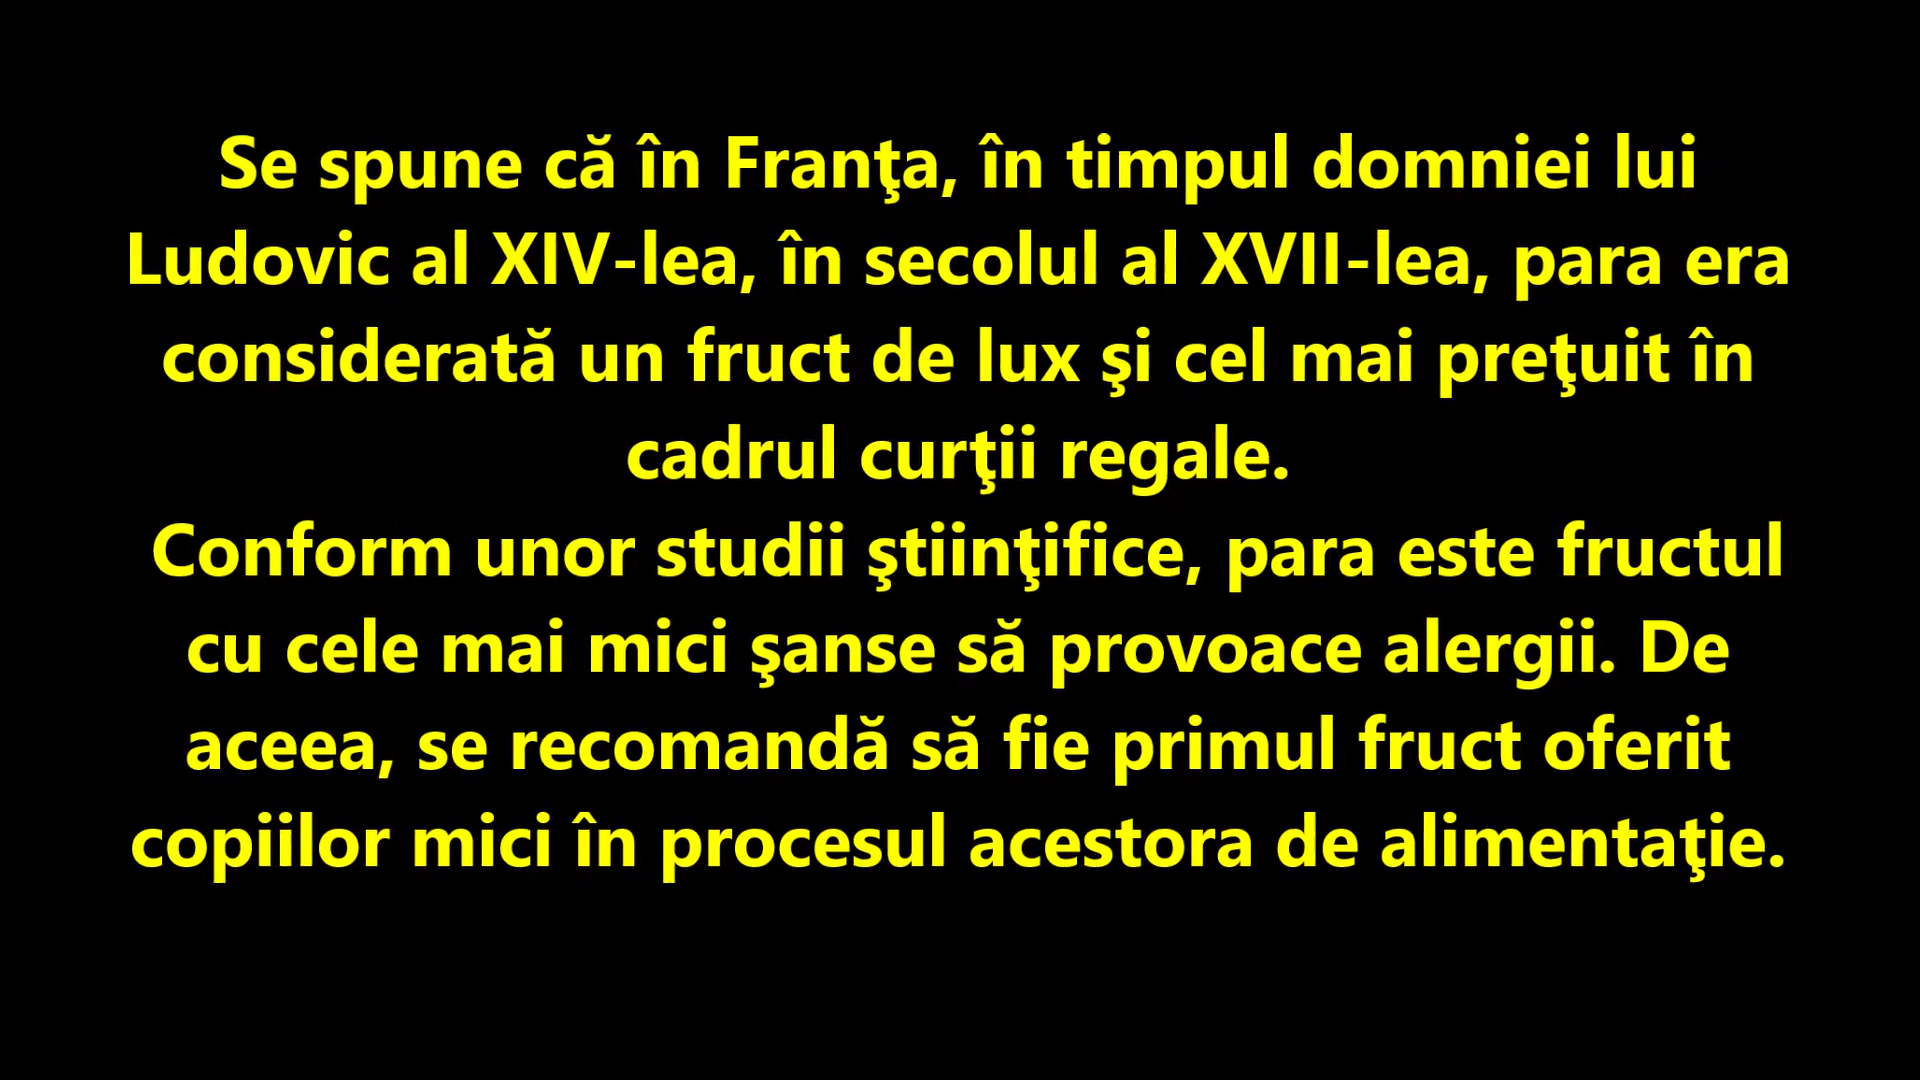 Se spune că în Franţa, în timpul domniei lui
Ludovic al XIV-lea, în secolul al XVII-lea, para era
considerată un fruct de lux şi cel mai preţuit în
cadrul curţii regale.
Conform unor studii ştiinţifice, para este fructul
cu cele mai mici şanse să provoace alergii. De
aceea, se recomandă să fie primul fruct oferit
copiilor mici în procesul acestora de alimentaţie.